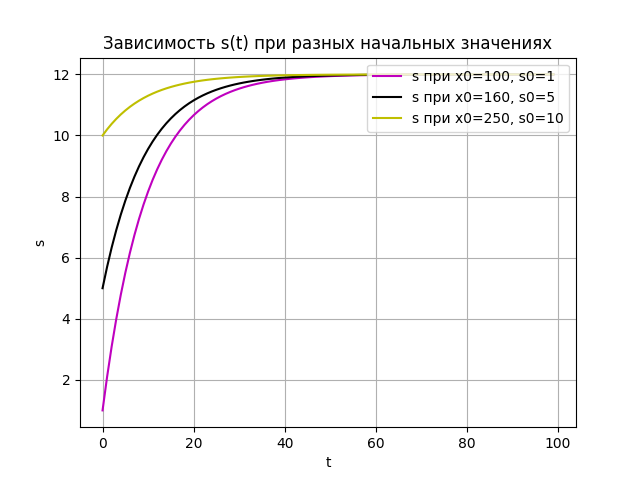 Зависимость s(t) при разных начальных значениях
s при x0=100, s0=1
s при x0=160, s0=5
s при x0=250, s0=10
12
10
8
6
4
2
s
0 20 40 60 80 100
t